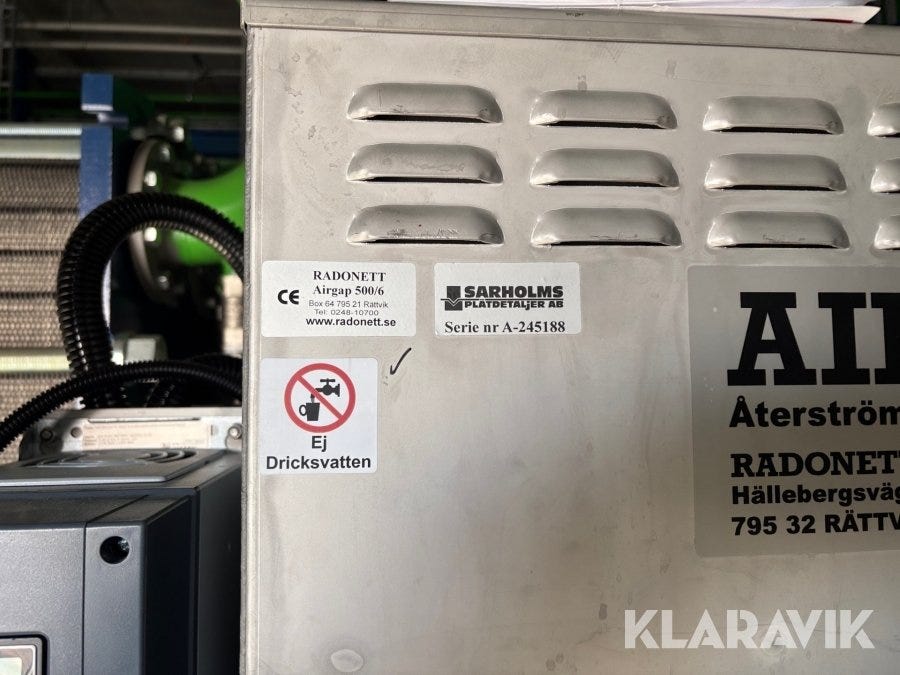 RADONETT
Airgap 500/6
CE
Box 64 795 21 Rättvik
Tel: 0248-10700
www.radonett.se
SARHOLMS
PLÅTDETALJER AB
Serie nr A-245188
Ej
Dricksvatten
AI
Återström
RADONETT
Hällebergsväg
795 32 RÄTTV
KLARAVIK